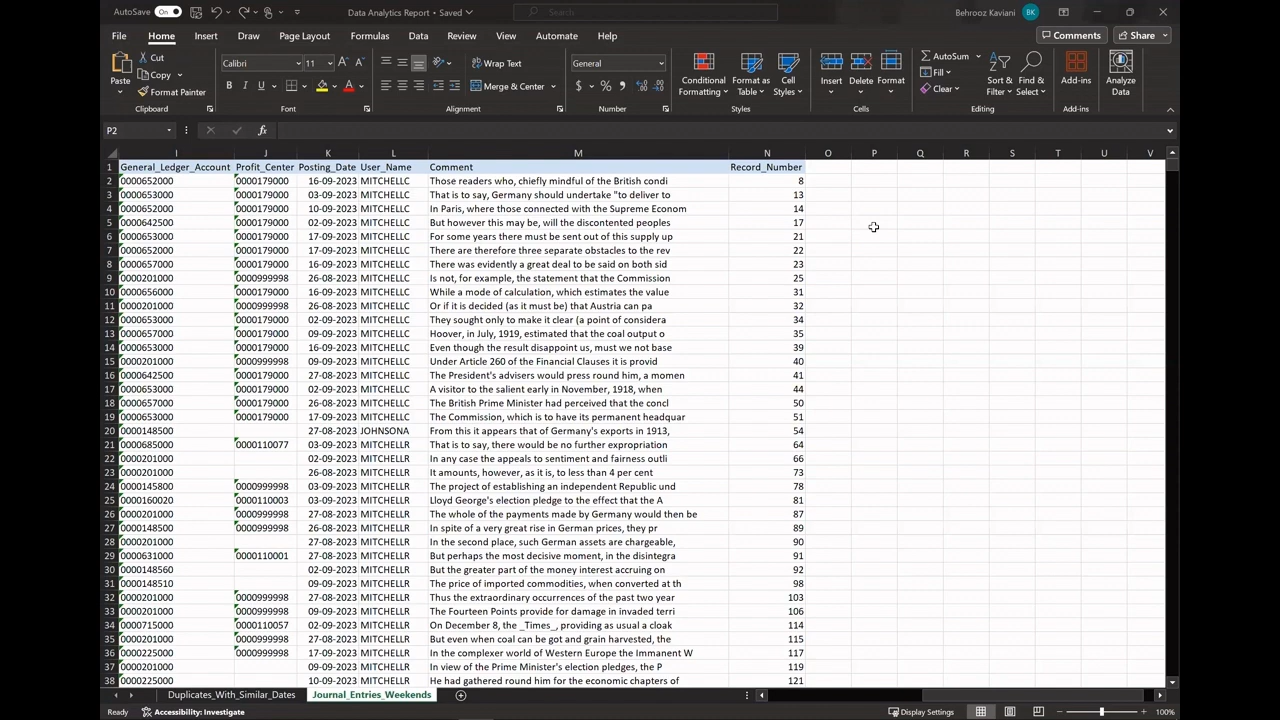 AutoSave On Data Analytics Report • Saved Search Behrooz Kaviani BK
File Home Insert Draw Page Layout Formulas Data Review View Automate Help Comments Share
Paste Cut Copy Format Painter Clipboard
Calibri 11 B I U A Font
Wrap Text Merge & Center Alignment
General $ % Number
Conditional Formatting Format as Table Cell Styles Styles
Insert Delete Format Cells
AutoSum Fill Clear Sort & Filter Find & Select Editing
Add-ins Add-ins
Analyze Data
P2 fx
I J K L M N O P Q R S T U V
1 General_Ledger_Account Profit_Center Posting_Date User_Name Comment Record_Number
2 0000652000 0000179000 16-09-2023 MITCHELLC Those readers who, chiefly mindful of the British condi 8
3 0000653000 0000179000 03-09-2023 MITCHELLC That is to say, Germany should undertake "to deliver to 13
4 0000652000 0000179000 10-09-2023 MITCHELLC In Paris, where those connected with the Supreme Econom 14
5 0000642500 0000179000 02-09-2023 MITCHELLC But however this may be, will the discontented peoples 17
6 0000653000 0000179000 17-09-2023 MITCHELLC For some years there must be sent out of this supply up 21
7 0000652000 0000179000 17-09-2023 MITCHELLC There are therefore three separate obstacles to the rev 22
8 0000657000 0000179000 16-09-2023 MITCHELLC There was evidently a great deal to be said on both sid 23
9 0000201000 0000999998 26-08-2023 MITCHELLC Is not, for example, the statement that the Commission 25
10 0000656000 0000179000 16-09-2023 MITCHELLC While a mode of calculation, which estimates the value 31
11 0000201000 0000999998 26-08-2023 MITCHELLC Or if it is decided (as it must be) that Austria can pa 32
12 0000653000 0000179000 02-09-2023 MITCHELLC They sought only to make it clear (a point of considera 34
13 0000657000 0000179000 02-09-2023 MITCHELLC Hoover, in July, 1919, estimated that the coal output o 35
14 0000653000 0000179000 16-09-2023 MITCHELLC Even though the result disappoint us, must we not base 39
15 0000201000 0000999998 09-09-2023 MITCHELLC Under Article 260 of the Financial Clauses it is provid 40
16 0000642500 0000179000 27-08-2023 MITCHELLC The President's advisers would press round him, a momen 41
17 0000653000 0000179000 02-09-2023 MITCHELLC A visitor to the salient early in November, 1918, when 44
18 0000657000 0000179000 26-08-2023 MITCHELLC The British Prime Minister had perceived that the concl 50
19 0000653000 0000179000 17-09-2023 MITCHELLC The Commission, which is to have its permanent headquar 51
20 0000148500 27-08-2023 JOHNSONA From this it appears that of Germany's exports in 1913, 54
21 0000685000 0000110077 03-09-2023 MITCHELLR That is to say, there would be no further expropriation 64
22 0000201000 02-09-2023 MITCHELLR In any case the appeals to sentiment and fairness outli 66
23 0000201000 26-08-2023 MITCHELLR It amounts, however, as it is, to less than 4 per cent 73
24 0000145800 0000999998 03-09-2023 MITCHELLR The project of establishing an independent Republic und 78
25 0000160020 0000110003 03-09-2023 MITCHELLR Lloyd George's election pledge to the effect that the A 81
26 0000201000 0000999998 27-08-2023 MITCHELLR The whole of the payments made by Germany would then be 87
27 0000148500 0000999998 26-08-2023 MITCHELLR In spite of a very great rise in German prices, they pr 89
28 0000201000 27-08-2023 MITCHELLR In the second place, such German assets are chargeable, 90
29 0000631000 0000110001 27-08-2023 MITCHELLR But perhaps the most decisive moment, in the disintegra 91
30 0000148560 02-09-2023 MITCHELLR But the greater part of the money interest accruing on 92
31 0000148510 09-09-2023 MITCHELLR The price of imported commodities, when converted at th 98
32 0000201000 0000999998 27-08-2023 MITCHELLR Thus the extraordinary occurrences of the past two year 103
33 0000201000 0000999998 09-09-2023 MITCHELLR The Fourteen Points provide for damage in invaded terri 106
34 0000715000 0000110057 02-09-2023 MITCHELLR On December 8, the _Times_, providing as usual a cloak 114
35 0000201000 0000999998 27-08-2023 MITCHELLR But even when coal can be got and grain harvested, the 115
36 0000225000 0000999998 17-09-2023 MITCHELLR In the complexer world of Western Europe the Immanent W 117
37 0000201000 09-09-2023 MITCHELLR In view of the Prime Minister's election pledges, the P 119
38 0000225000 10-09-2023 MITCHELLR He had gathered round him for the economic chapters of 121
Duplicates_With_Similar_Dates Journal_Entries_Weekends
Ready Accessibility: Investigate Display Settings 100%